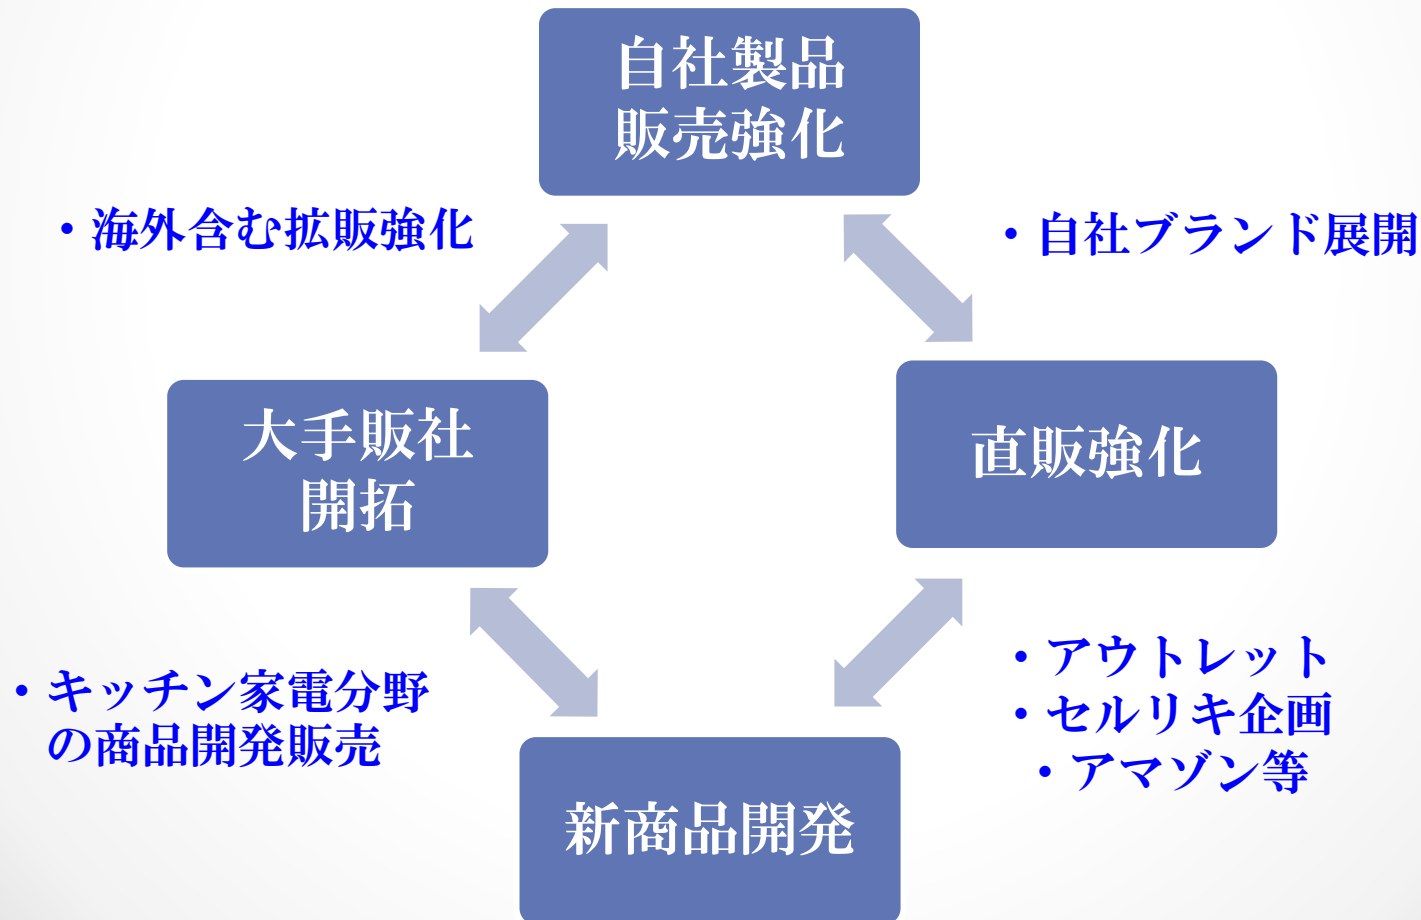 自社製品
販売強化
・海外含む拡販強化
・自社ブランド展開
大手販社
開拓
直販強化
・キッチン家電分野
の商品開発販売
・アウトレット
・セルリキ企画
・アマゾン等
新商品開発